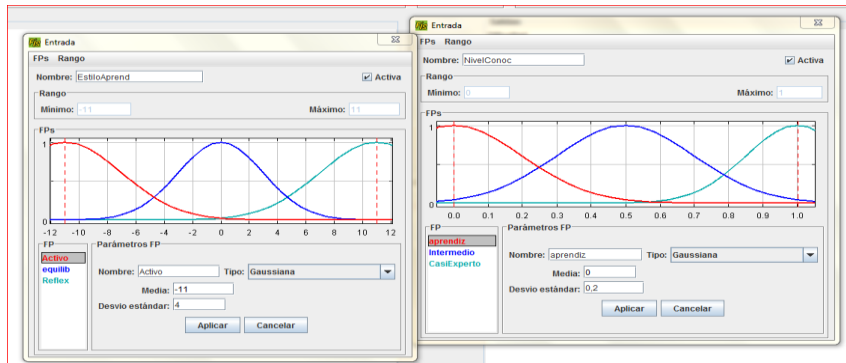 Entrada
FPs Rango
Nombre: EstiloAprend Activa
Rango
Mínimo: -11 Máximo: 11
FPs
1
0
-12 -10 -8 -6 -4 -2 0 2 4 6 8 10 12
FP
Activo
equilib
Reflex
Parámetros FP
Nombre: Activo Tipo: Gaussiana
Media: -11
Desvio estándar: 4
Aplicar Cancelar
Entrada
FPs Rango
Nombre: NivelConoc Activa
Rango
Mínimo: 0 Máximo: 1
FPs
1
0
0.0 0.1 0.2 0.3 0.4 0.5 0.6 0.7 0.8 0.9 1.0
FP
aprendiz
Intermedio
CasiExperto
Parámetros FP
Nombre: aprendiz Tipo: Gaussiana
Media: 0
Desvio estándar: 0,2
Aplicar Cancelar